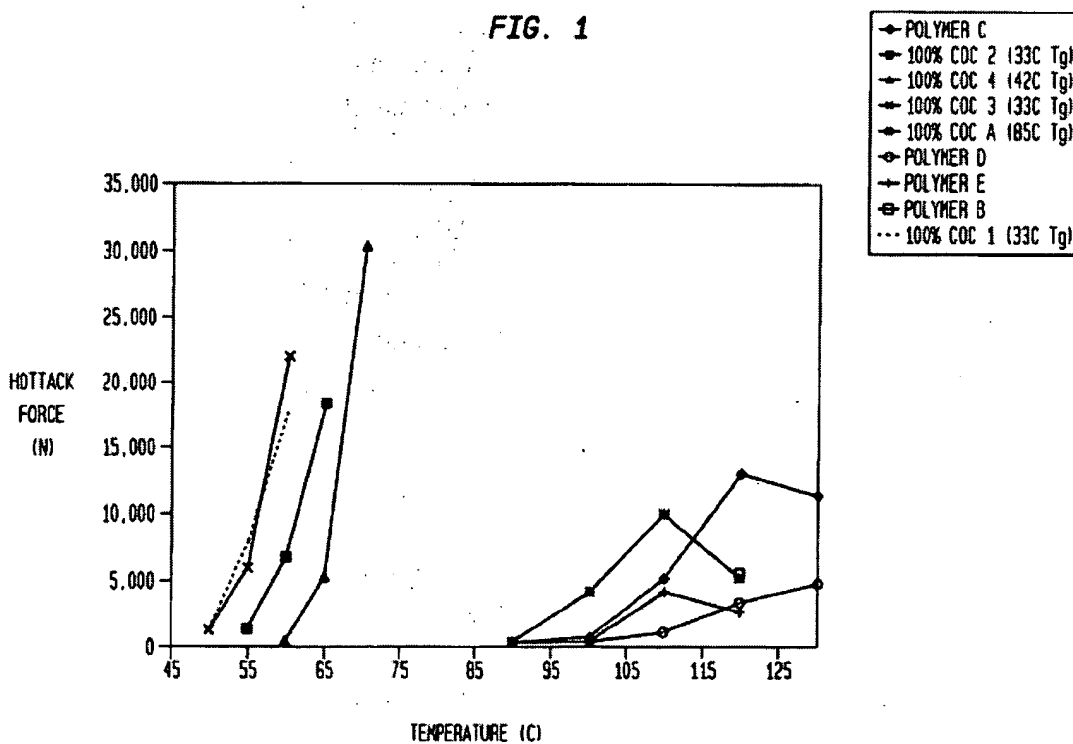 FIG. 1
POLYMER C
100% COC 2 (33C Tg)
100% COC 4 (42C Tg)
100% COC 3 (33C Tg)
100% COC A (85C Tg)
POLYMER D
POLYMER E
POLYMER B
100% COC 1 (33C Tg)
35,000
30,000
25,000
20,000
15,000
10,000
5,000
0
HOTTACK
FORCE
(N)
45 55 65 75 85 95 105 115 125
TEMPERATURE (C)